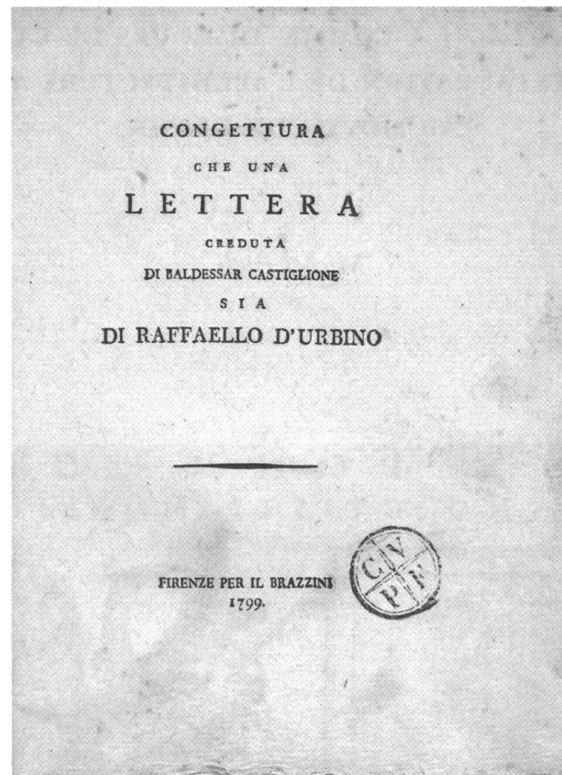 CONGETTURA
CHE UNA
LETTERA
CREDUTA
DI BALDESSAR CASTIGLIONE
SIA
DI RAFFAELLO D'URBINO
FIRENZE PER IL BRAZZINI
1799.
C V
P F